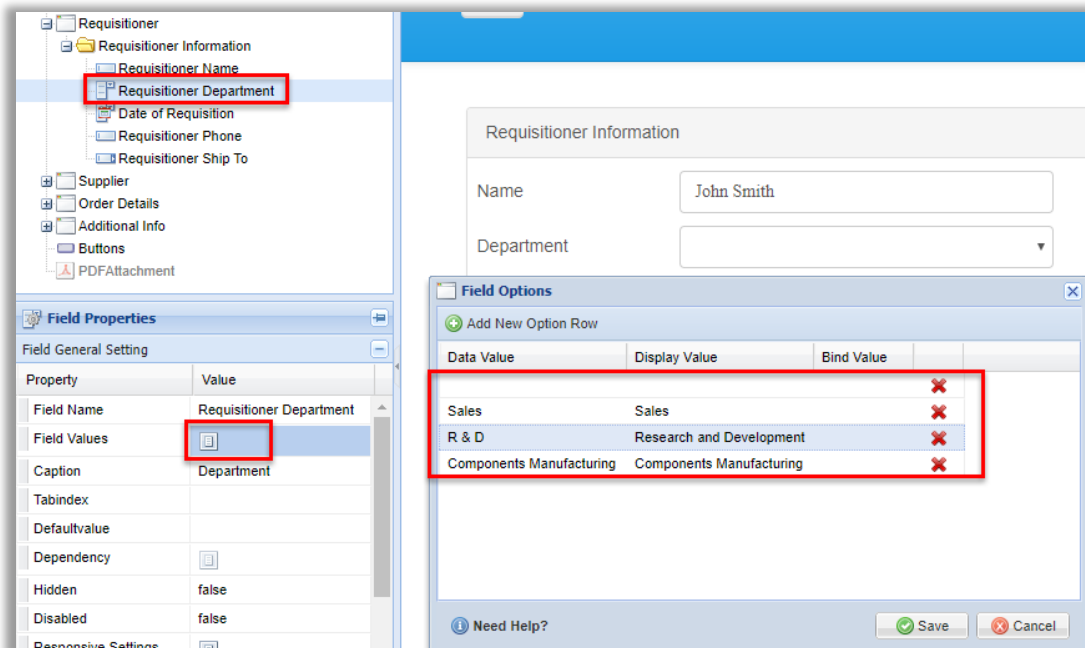 Requisitioner
Requisitioner Information
Requisitioner Name
Requisitioner Department
Date of Requisition
Requisitioner Phone
Requisitioner Ship To
Supplier
Order Details
Additional Info
Buttons
PDFAttachment
Field Properties
Field General Setting
Property Value
Field Name Requisitioner Department
Field Values
Caption Department
Tabindex
Defaultvalue
Dependency
Hidden false
Disabled false
Responsive Settings
Requisitioner Information
Name John Smith
Department
Field Options
Add New Option Row
Data Value Display Value Bind Value
Sales Sales
R & D Research and Development
Components Manufacturing Components Manufacturing
Need Help? Save Cancel